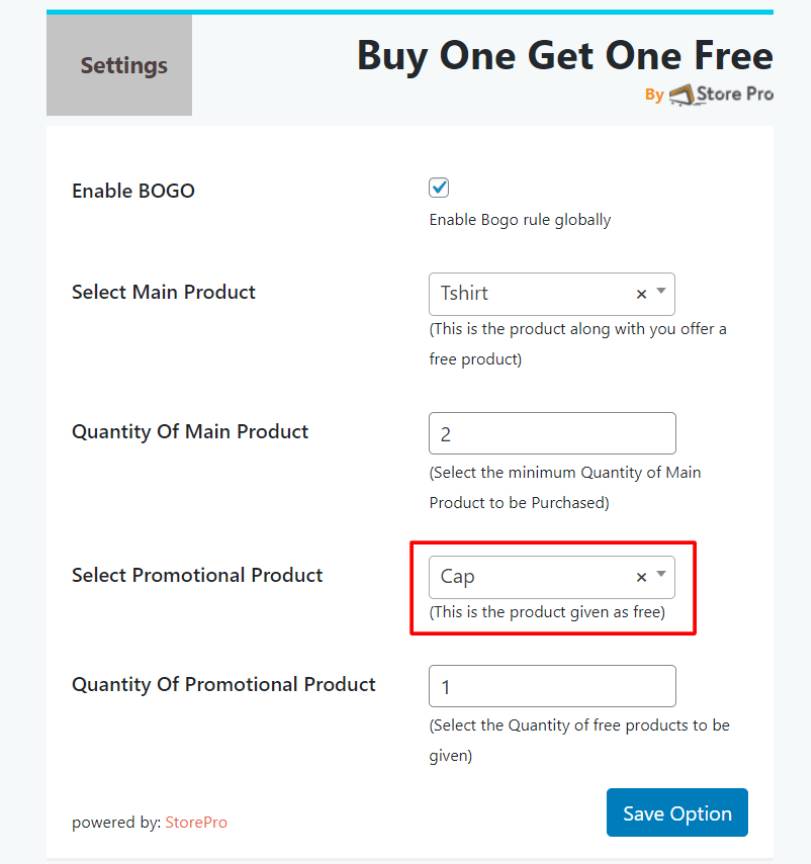 Settings
Buy One Get One Free
By Store Pro
Enable BOGO
Enable Bogo rule globally
Select Main Product
Tshirt ×
(This is the product along with you offer a
free product)
Quantity Of Main Product
2
(Select the minimum Quantity of Main
Product to be Purchased)
Select Promotional Product
Cap ×
(This is the product given as free)
Quantity Of Promotional Product
1
(Select the Quantity of free products to be
given)
powered by: StorePro
Save Option